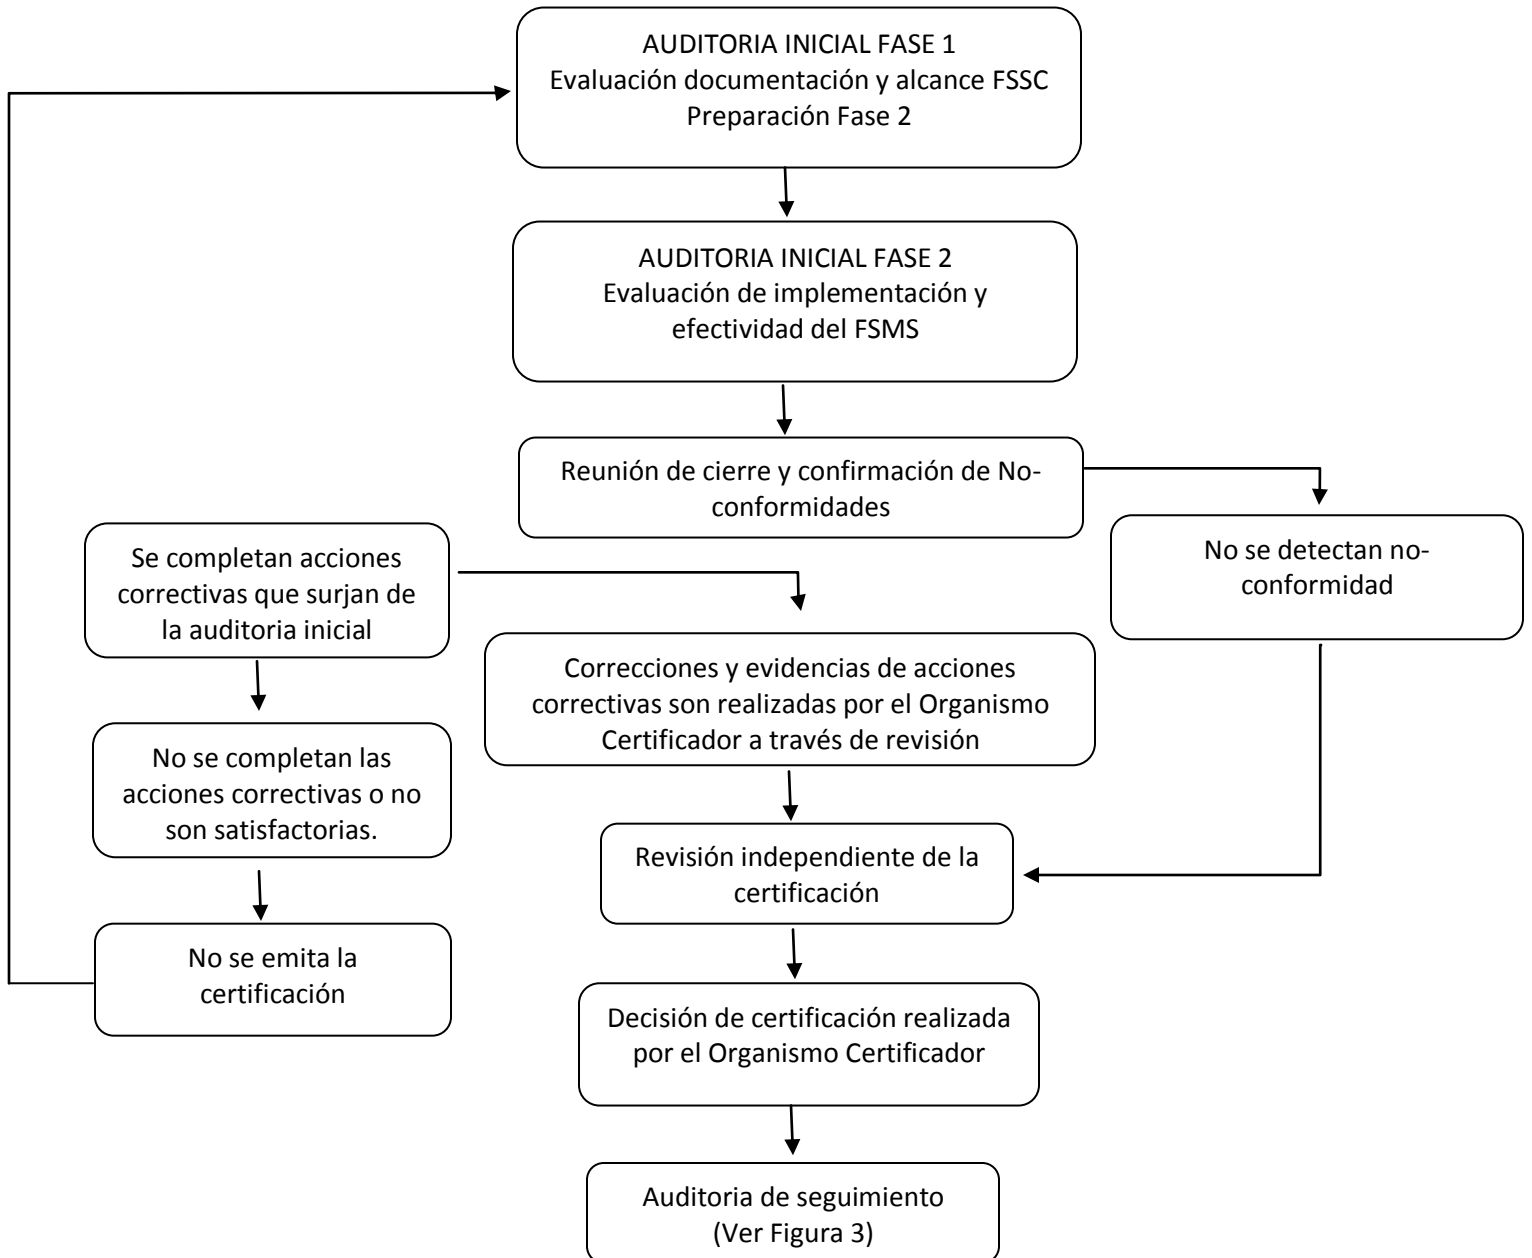 AUDITORIA INICIAL FASE 1
Evaluación documentación y alcance FSSC
Preparación Fase 2
AUDITORIA INICIAL FASE 2
Evaluación de implementación y
efectividad del FSMS
Reunión de cierre y confirmación de No-
conformidades
No se detectan no-
conformidad
Se completan acciones
correctivas que surjan de
la auditoria inicial
Correcciones y evidencias de acciones
correctivas son realizadas por el Organismo
Certificador a través de revisión
No se completan las
acciones correctivas o no
son satisfactorias.
Revisión independiente de la
certificación
No se emita la
certificación
Decisión de certificación realizada
por el Organismo Certificador
Auditoria de seguimiento
(Ver Figura 3)